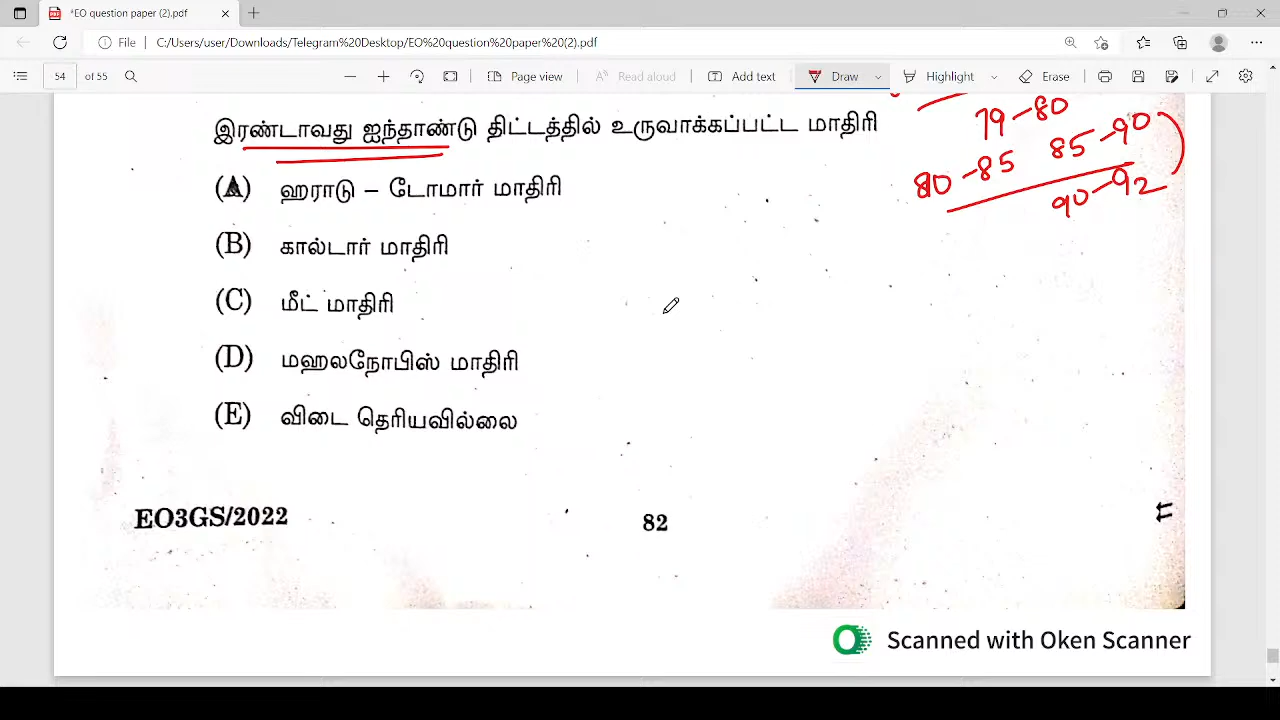 *EO question paper (2).pdf
File C:/Users/user/Downloads/Telegram%20Desktop/EO%20question%20paper%20(2).pdf
54 of 55 Page view Read aloud Add text Draw Highlight Erase
இரண்டாவது ஐந்தாண்டு திட்டத்தில் உருவாக்கப்பட்ட மாதிரி
79-80
80-85 85-90
90-92
(A) ஹராடு – டோமார் மாதிரி
(B) கால்டார் மாதிரி
(C) மீட் மாதிரி
(D) மஹலநோபிஸ் மாதிரி
(E) விடை தெரியவில்லை
EO3GS/2022 82
Scanned with Oken Scanner